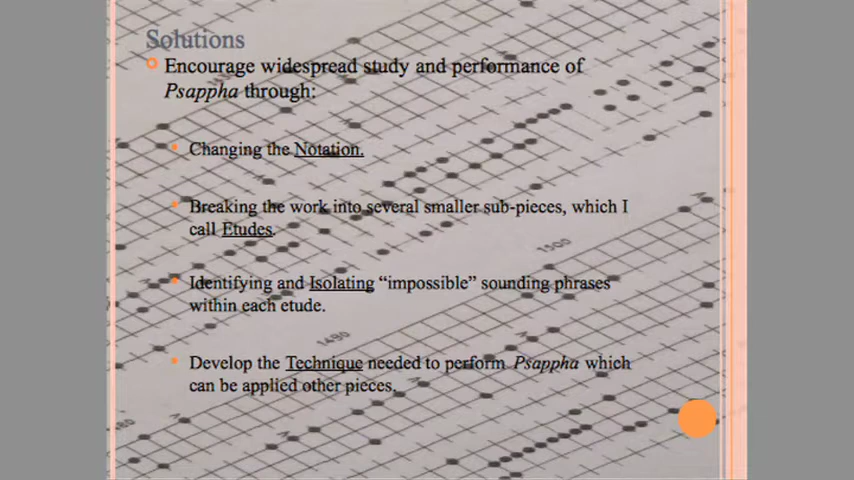 Solutions
Encourage widespread study and performance of
Psappha through:
Changing the Notation.
Breaking the work into several smaller sub-pieces, which I
call Etudes.
1500
Identifying and Isolating “impossible” sounding phrases
within each etude.
1490
Develop the Technique needed to perform Psappha which
can be applied other pieces.